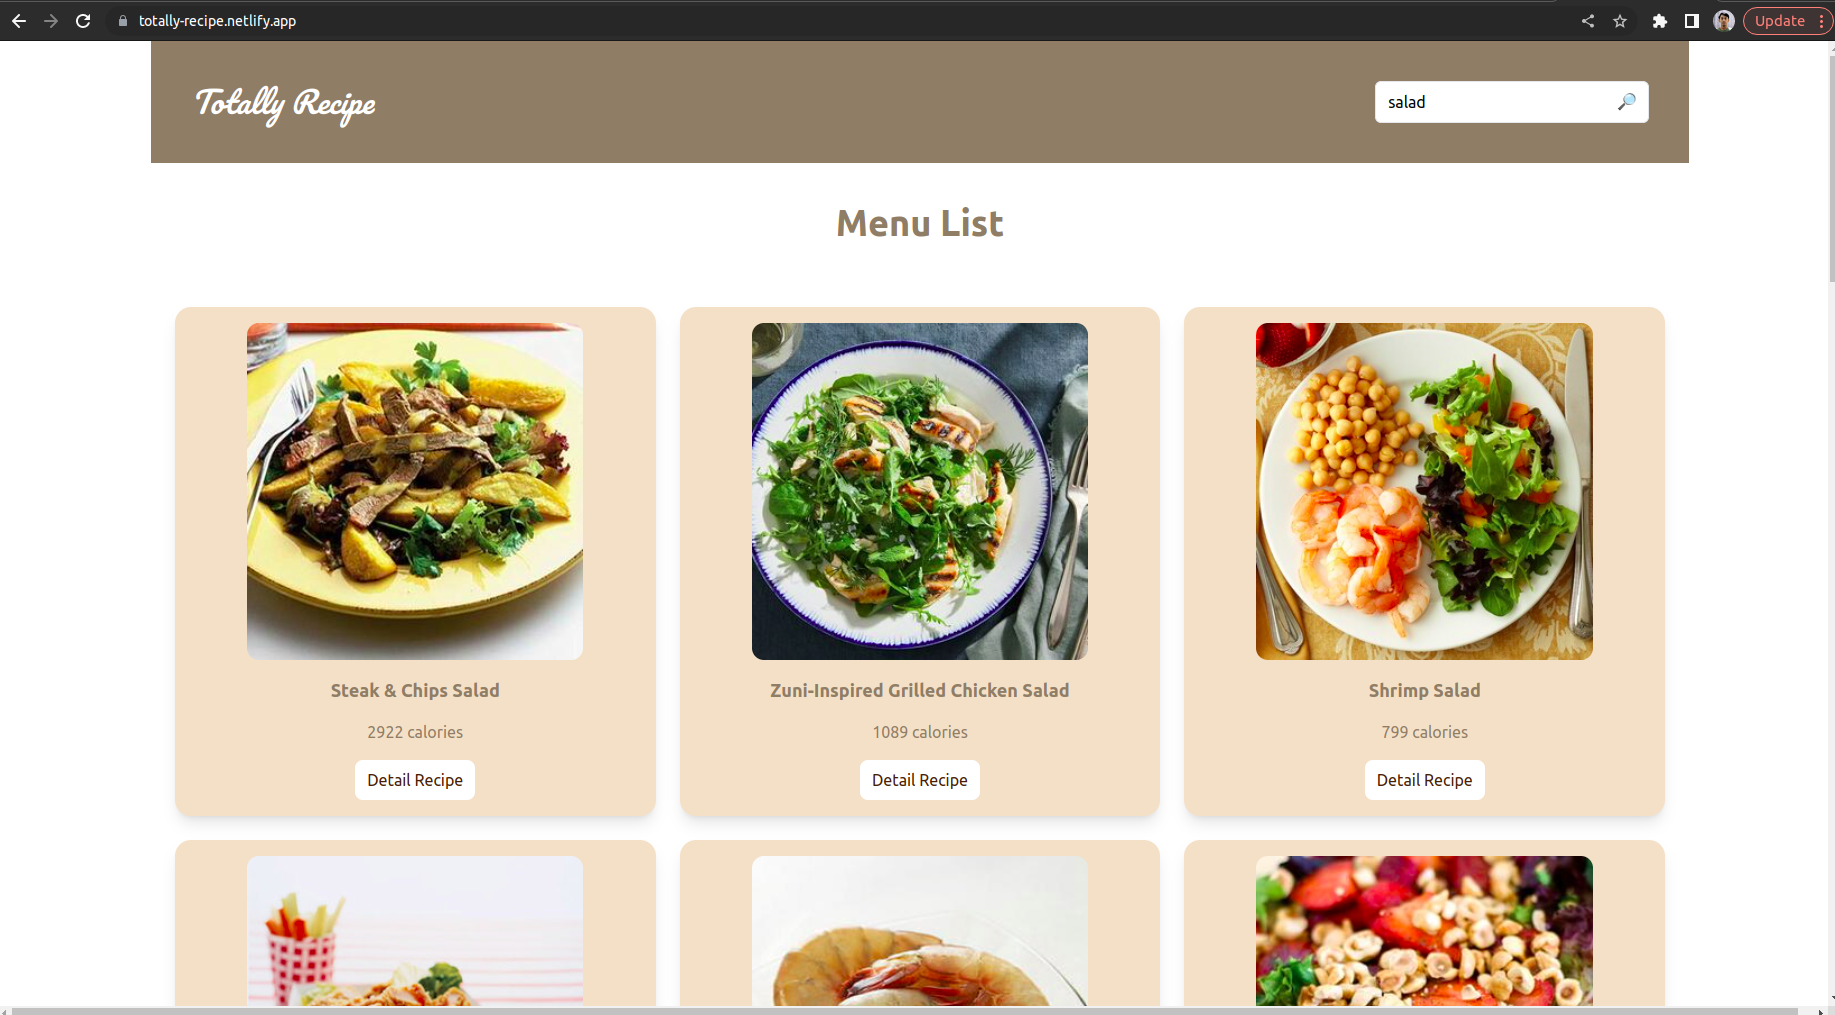 totally-recipe.netlify.app
Update
Totally Recipe
salad
Menu List
Steak & Chips Salad
Zuni-Inspired Grilled Chicken Salad
Shrimp Salad
2922 calories
1089 calories
799 calories
Detail Recipe
Detail Recipe
Detail Recipe